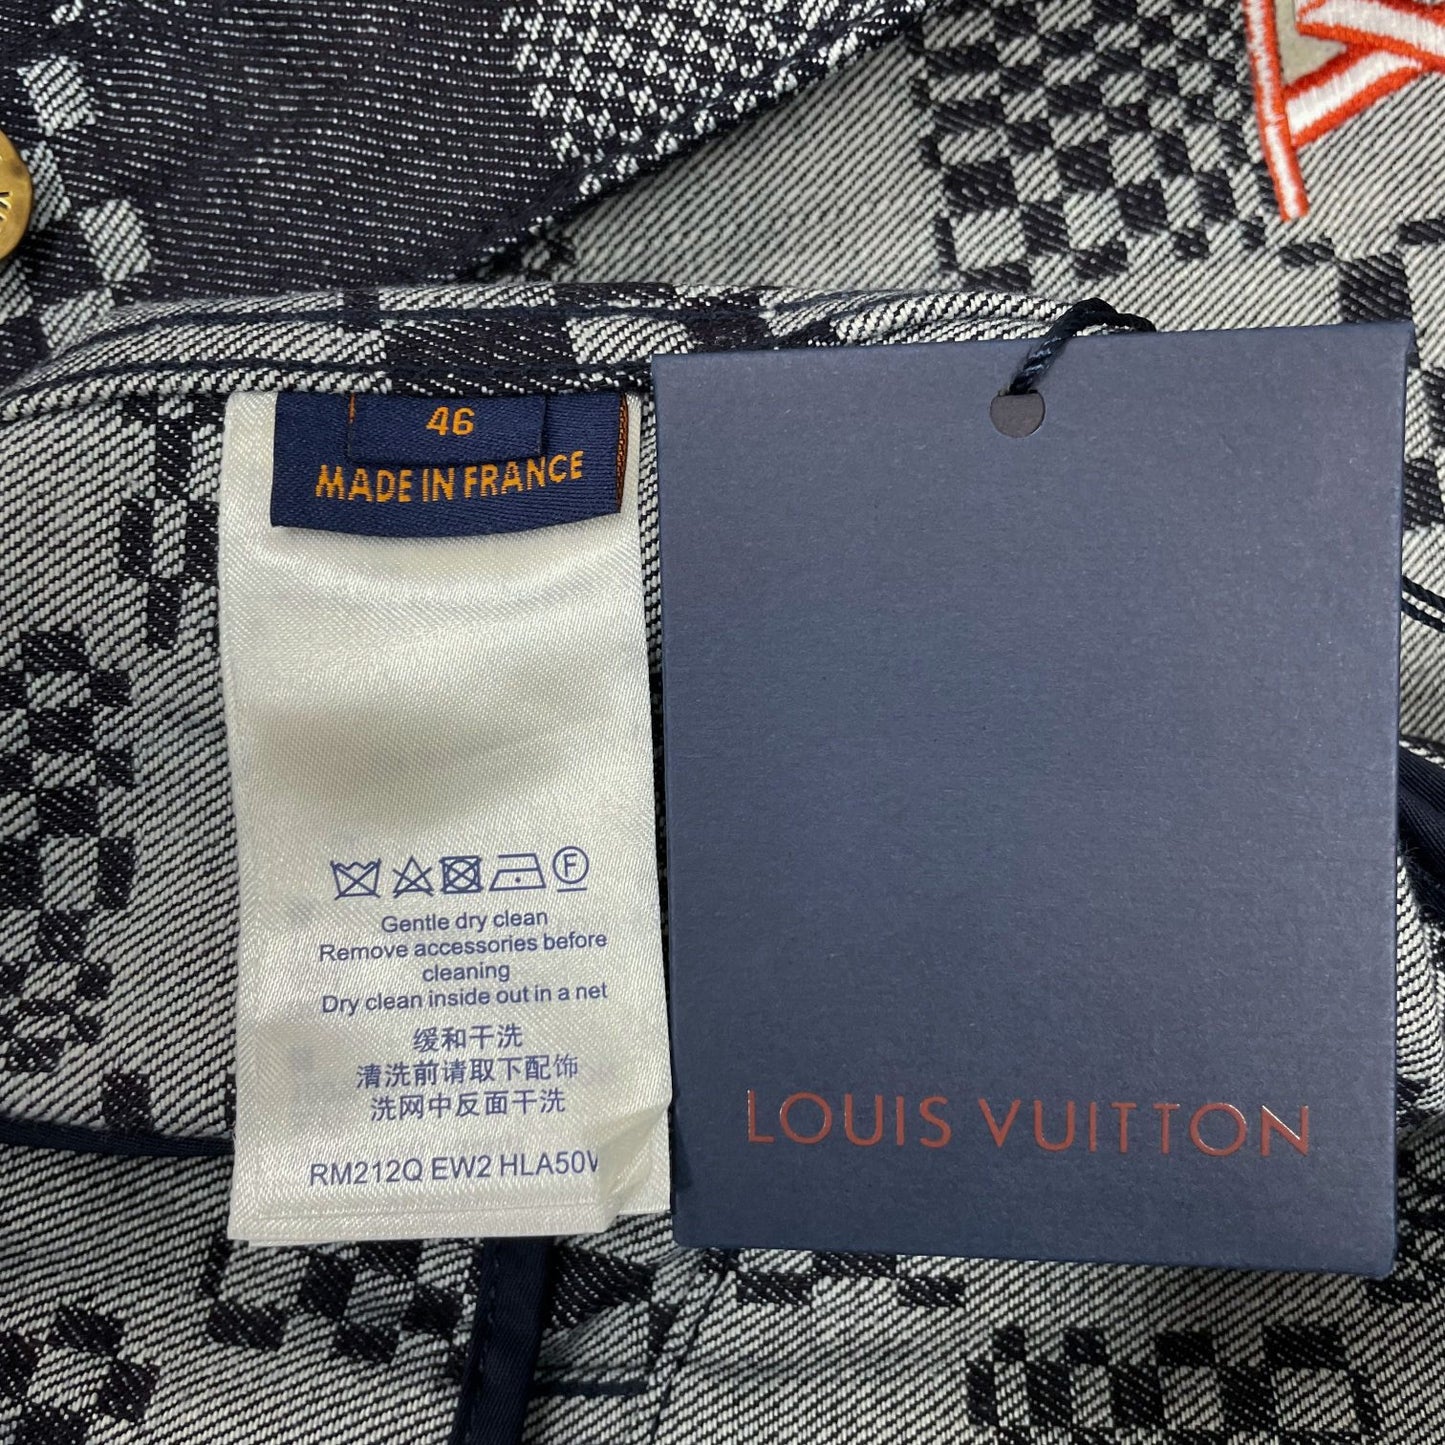 46
MADE IN FRANCE
F
Gentle dry clean
Remove accessories before
cleaning
Dry clean inside out in a net
缓和干洗
清洗前请取下配饰
洗网中反面干洗
RM212Q EW2 HLA50V
LOUIS VUITTON